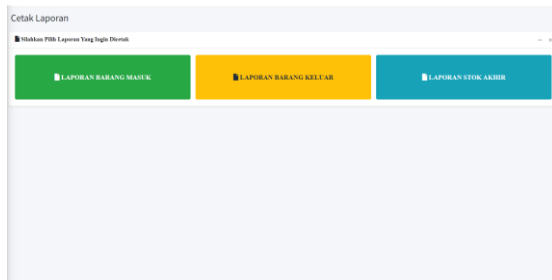 Cetak Laporan
Silahkan Pilih Laporan Yang Ingin Dicetak
LAPORAN BARANG MASUK
LAPORAN BARANG KELUAR
LAPORAN STOK AKHIR